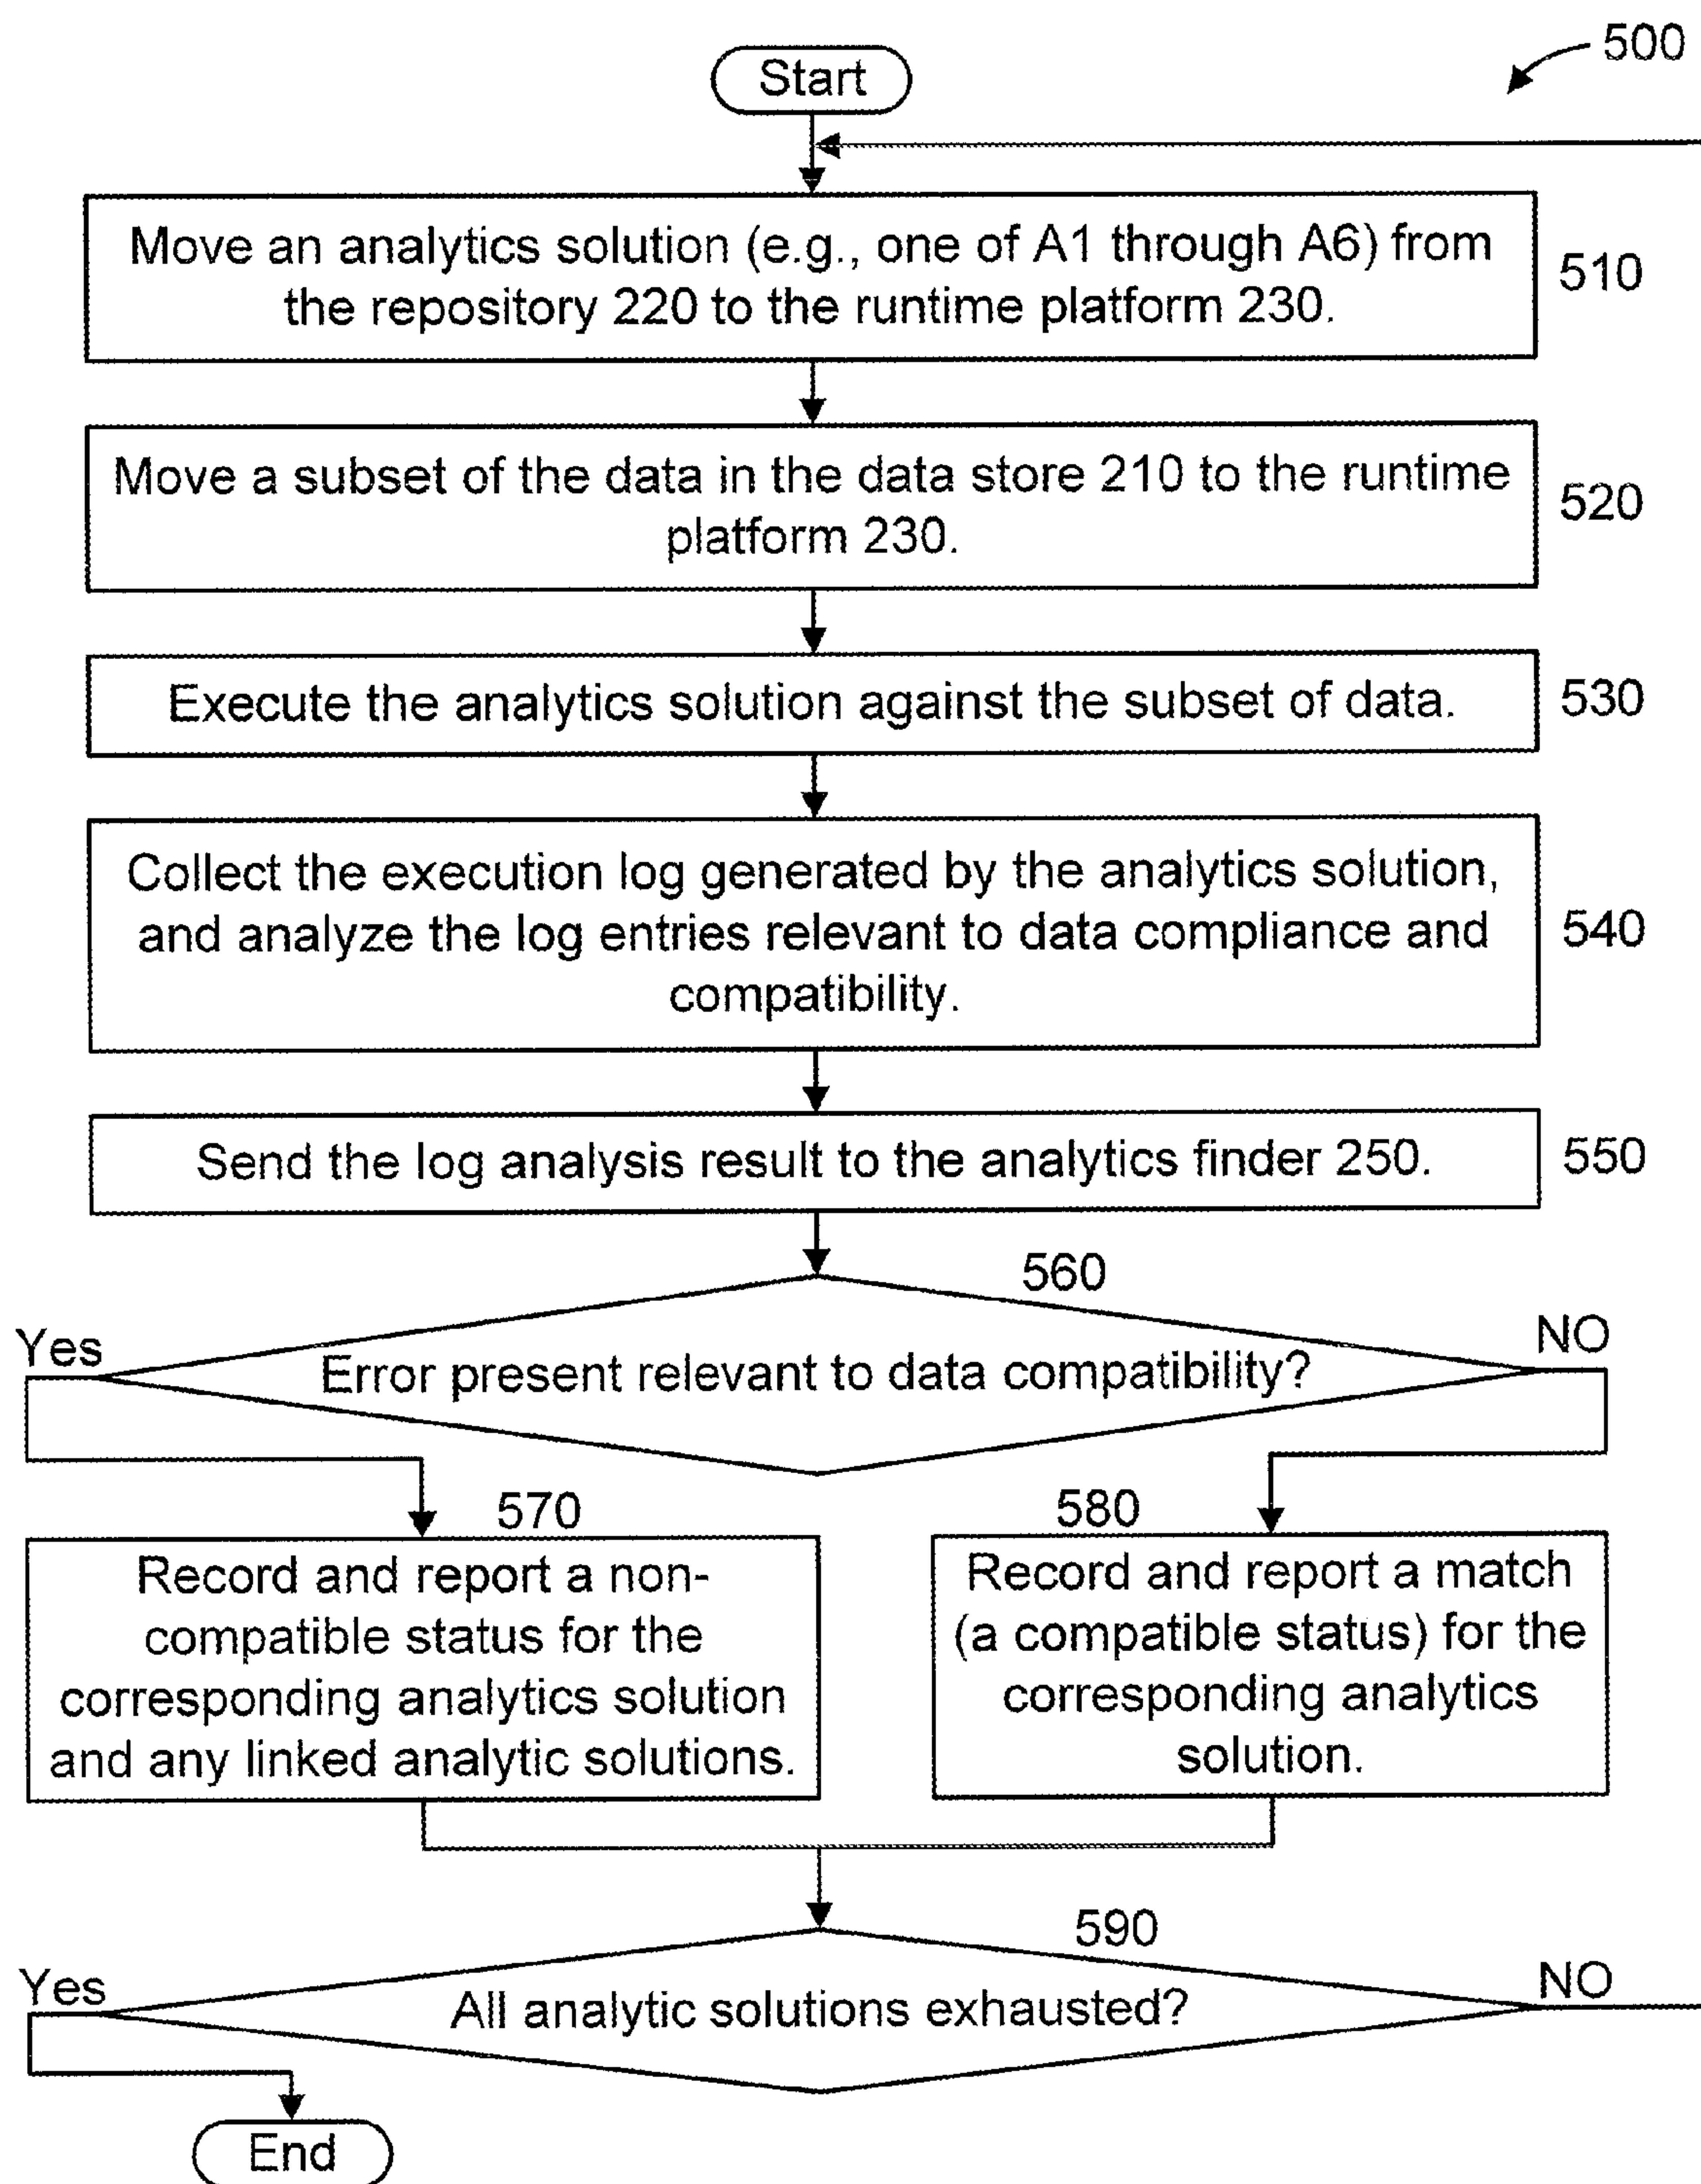 500
Start
Move an analytics solution (e.g., one of A1 through A6) from
the repository 220 to the runtime platform 230.
510
Move a subset of the data in the data store 210 to the runtime
platform 230.
520
Execute the analytics solution against the subset of data.
530
Collect the execution log generated by the analytics solution,
and analyze the log entries relevant to data compliance and
compatibility.
540
Send the log analysis result to the analytics finder 250.
550
560
Yes
NO
Error present relevant to data compatibility?
570
580
Record and report a non-
compatible status for the
corresponding analytics solution
and any linked analytic solutions.
Record and report a match
(a compatible status) for the
corresponding analytics
solution.
590
Yes
NO
All analytic solutions exhausted?
End